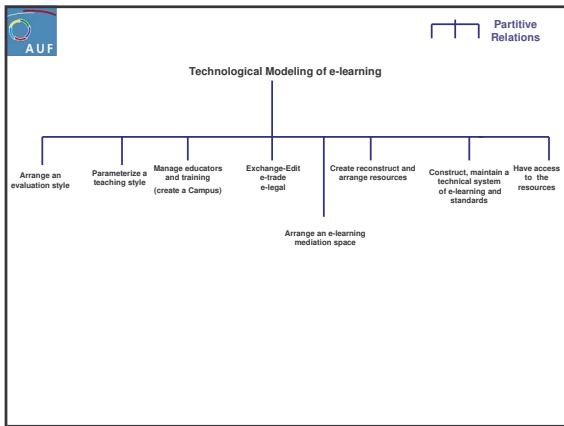 AUF
Partitive
Relations
Technological Modeling of e-learning
Arrange an
evaluation style
Parameterize a
teaching style
Manage educators
and training
(create a Campus)
Exchange-Edit
e-trade
e-legal
Arrange an e-learning
mediation space
Create reconstruct and
arrange resources
Construct, maintain a
technical system
of e-learning and
standards
Have access
to the
resources